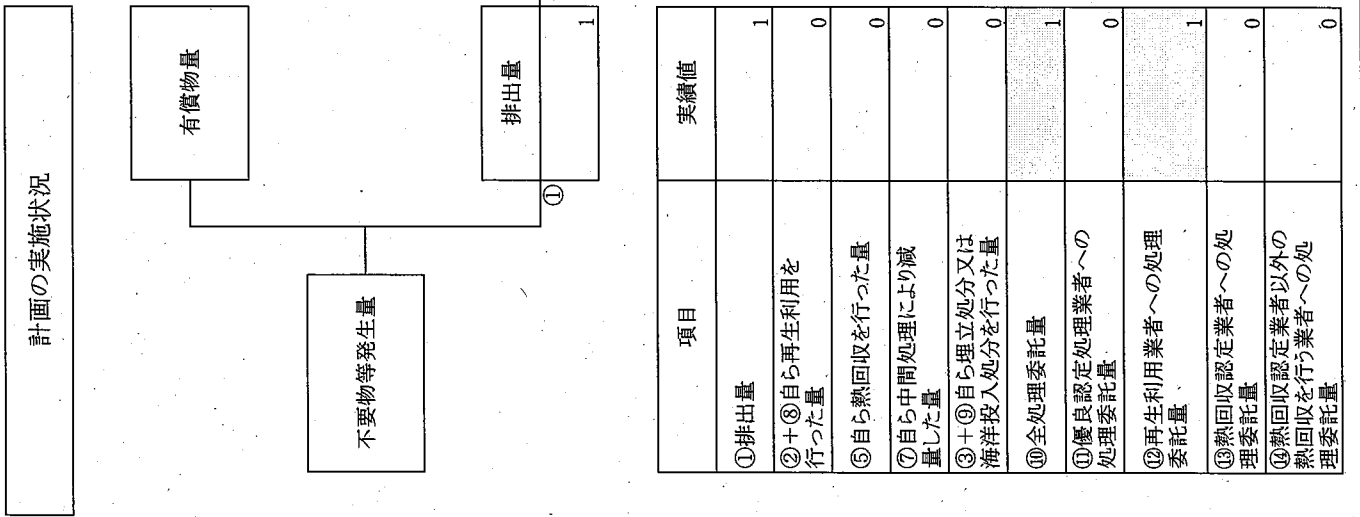 計画の実施状況
有償物量
不要物等発生量
排出量
1
①
項目
実績値
①排出量
1
②+⑧自ら再生利用を
行った量
0
⑤自ら熱回収を行った量
0
⑦自ら中間処理により減
量した量
0
③+⑨自ら埋立処分又は
海洋投入処分を行った量
0
⑩全処理委託量
1
⑪優良認定処理業者への
処理委託量
0
⑫再生利用業者への処理
委託量
1
⑬熱回収認定業者への処
理委託量
0
⑭熱回収認定業者以外の
熱回収を行う業者への処
理委託量
0